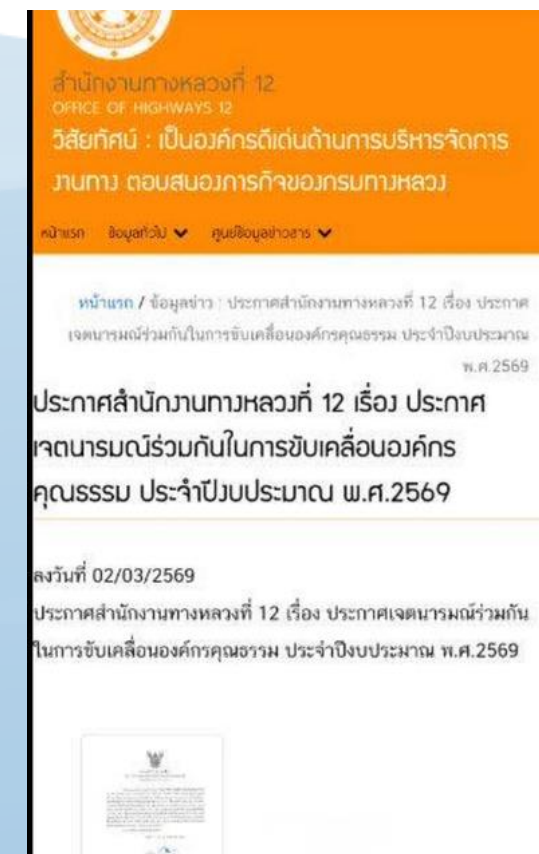 สำนักงานทางหลวงที่ 12
OFFICE OF HIGHWAYS 12
วิสัยทัศน์ : เป็นองค์กรดีเด่นด้านการบริหารจัดการ
งานทาง ตอบสนองภารกิจของกรมทางหลวง
หน้าแรก ข้อมูลทั่วไป ศูนย์ข้อมูลข่าวสาร
หน้าแรก / ข้อมูลข่าว : ประกาศสำนักงานทางหลวงที่ 12 เรื่อง ประกาศ
เจตนารมณ์ร่วมกันในการขับเคลื่อนองค์กรคุณธรรม ประจำปีงบประมาณ
พ.ศ.2569
ประกาศสำนักงานทางหลวงที่ 12 เรื่อง ประกาศ
เจตนารมณ์ร่วมกันในการขับเคลื่อนองค์กร
คุณธรรม ประจำปีงบประมาณ พ.ศ.2569
ลงวันที่ 02/03/2569
ประกาศสำนักงานทางหลวงที่ 12 เรื่อง ประกาศเจตนารมณ์ร่วมกัน
ในการขับเคลื่อนองค์กรคุณธรรม ประจำปีงบประมาณ พ.ศ.2569